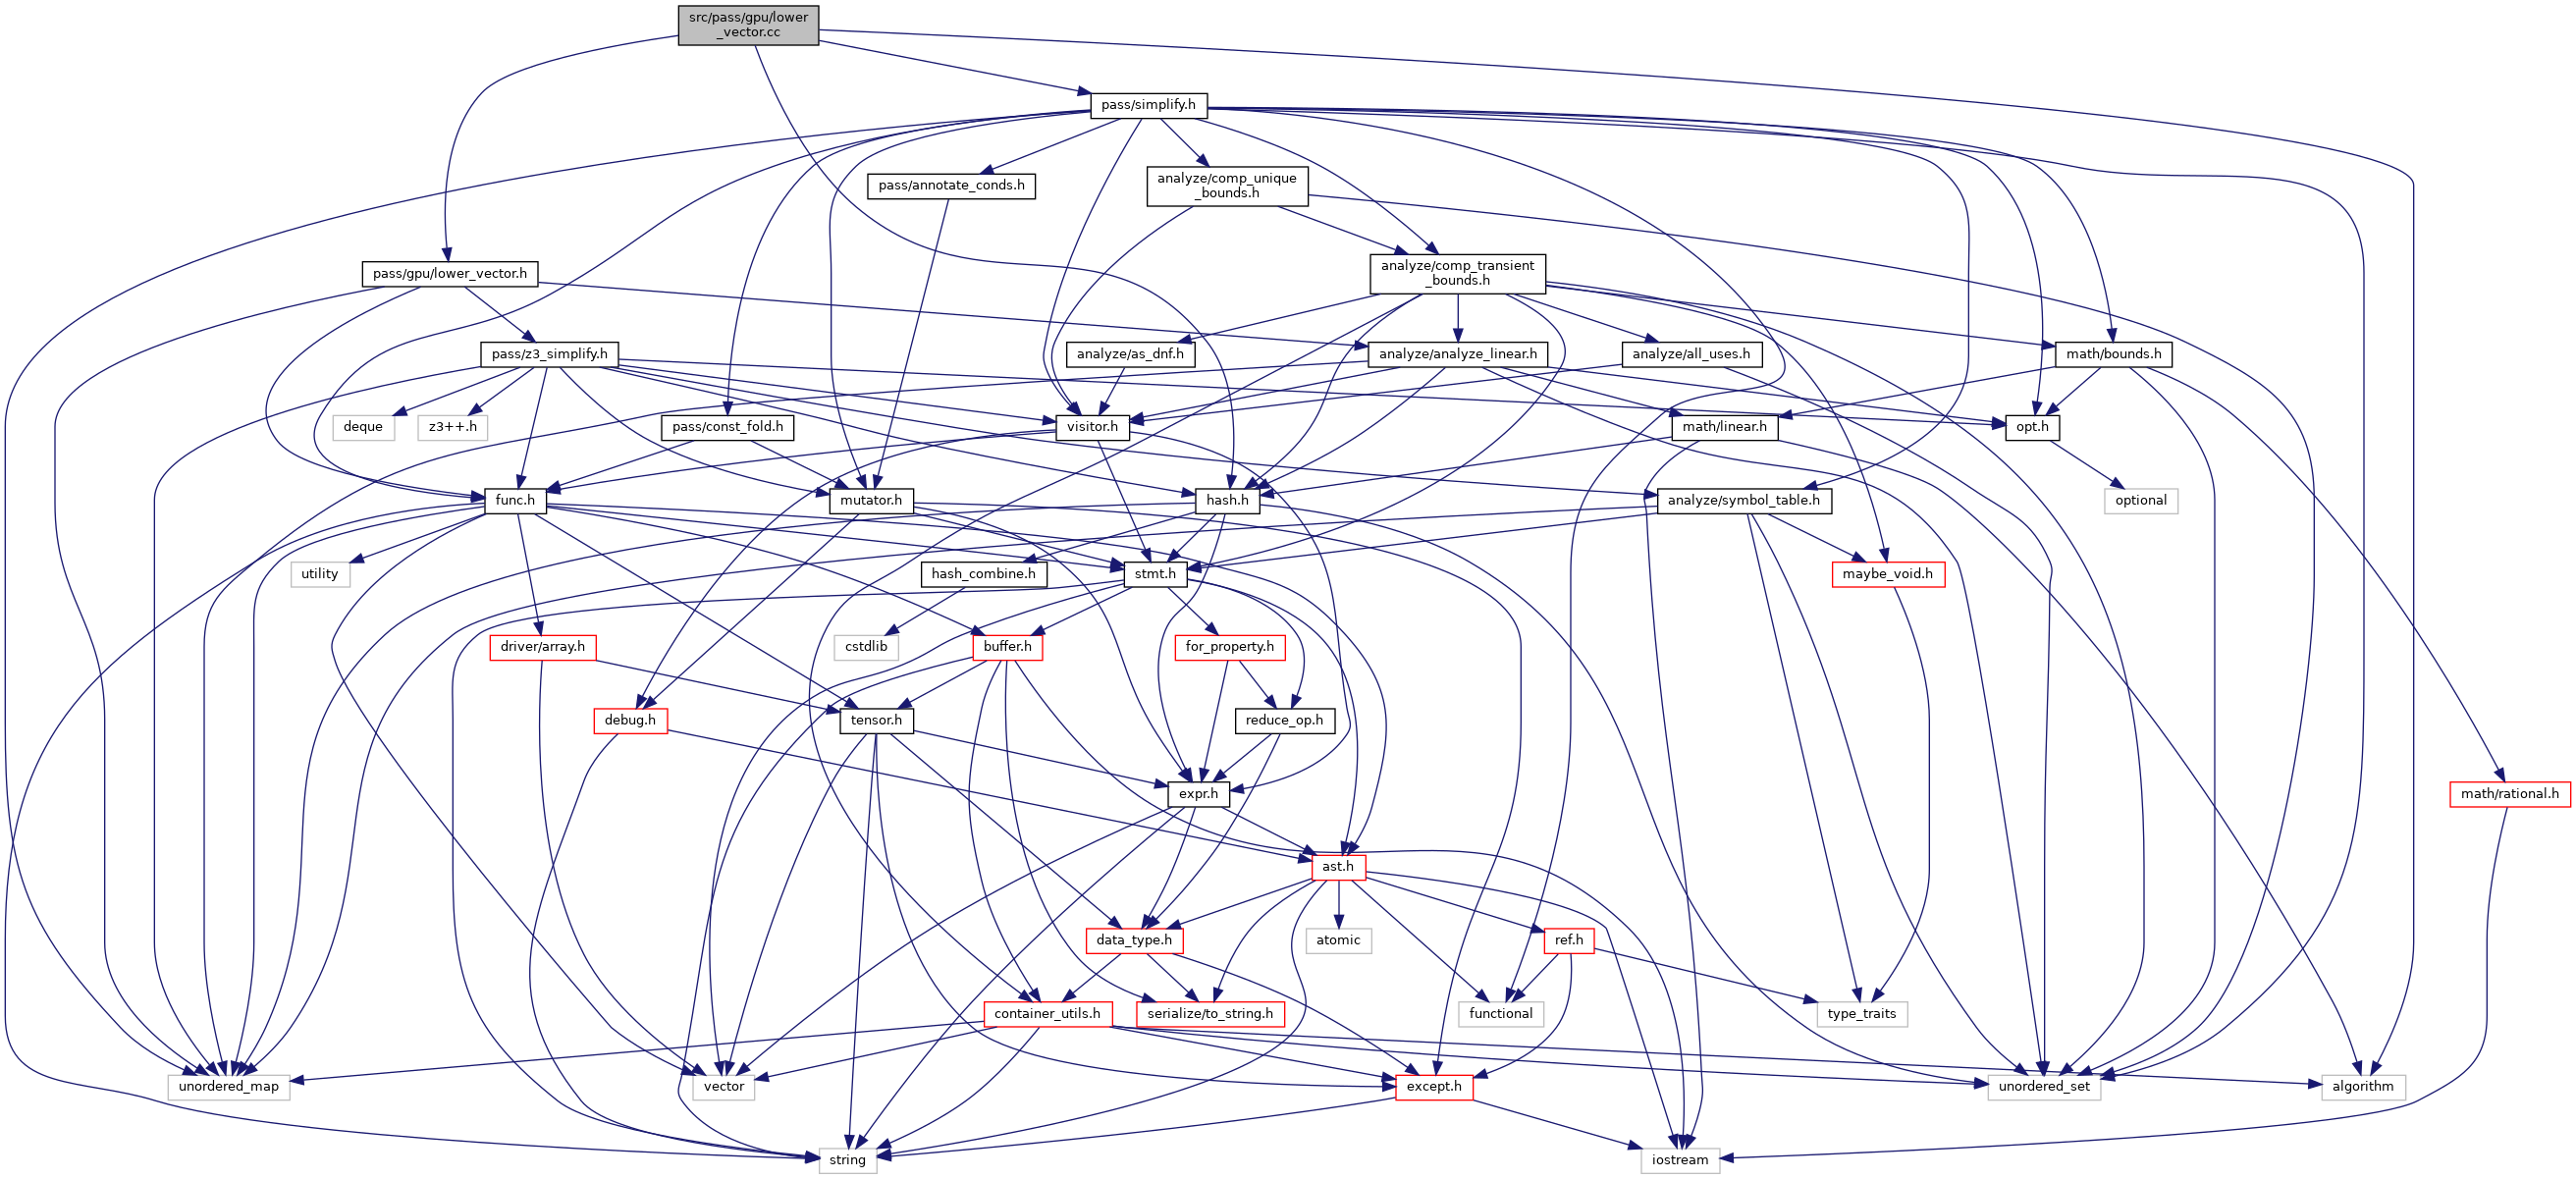 src/pass/gpu/lower
_vector.cc
pass/simplify.h
pass/annotate_conds.h
analyze/comp_unique
_bounds.h
pass/gpu/lower_vector.h
analyze/comp_transient
_bounds.h
pass/z3_simplify.h
analyze/as_dnf.h
analyze/analyze_linear.h
analyze/all_uses.h
math/bounds.h
deque
z3++.h
pass/const_fold.h
visitor.h
math/linear.h
opt.h
func.h
mutator.h
hash.h
analyze/symbol_table.h
optional
utility
hash_combine.h
stmt.h
maybe_void.h
driver/array.h
cstdlib
buffer.h
for_property.h
debug.h
tensor.h
reduce_op.h
expr.h
math/rational.h
ast.h
data_type.h
atomic
ref.h
container_utils.h
serialize/to_string.h
functional
type_traits
unordered_map
vector
except.h
unordered_set
algorithm
string
iostream